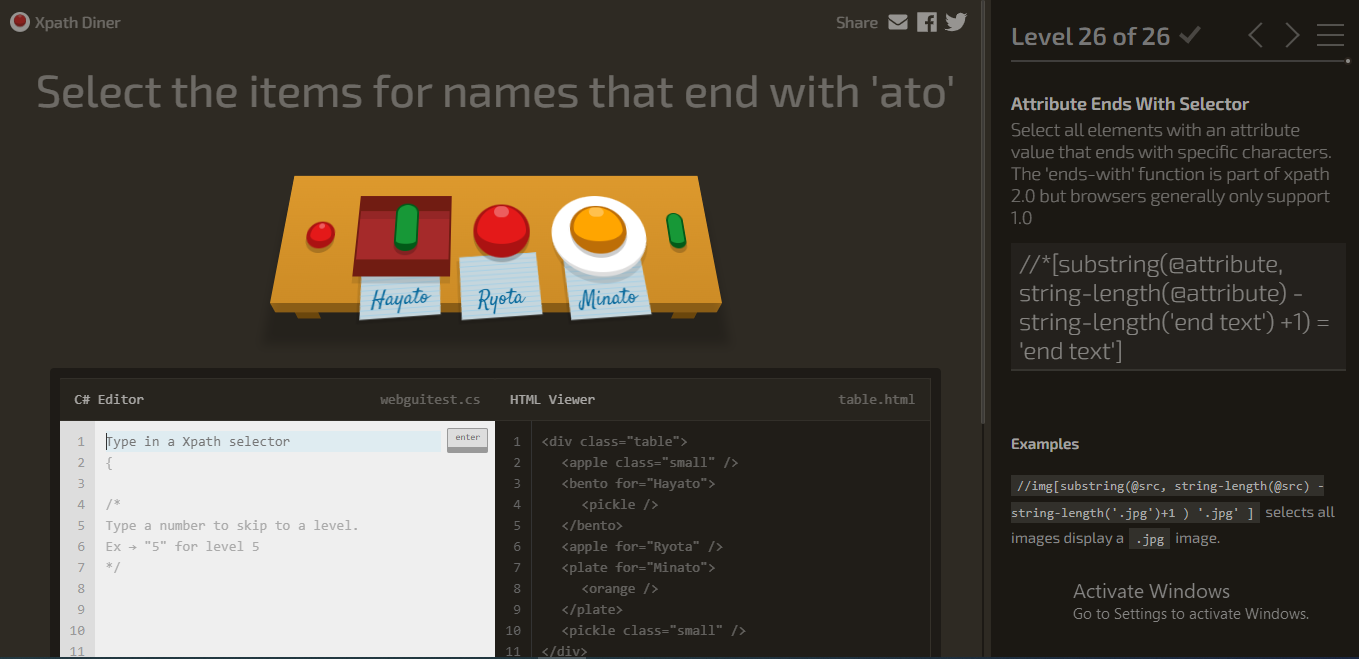 Xpath Diner
Share
Select the items for names that end with 'ato'
Hayato
Ryota
Minato
C# Editor
webguitest.cs
HTML Viewer
table.html
1
Type in a Xpath selector
enter
2
{
3
4
/*
5
Type a number to skip to a level.
6
Ex → "5" for level 5
7
*/
8
9
10
11
1
<div class="table">
2
<apple class="small" />
3
<bento for="Hayato">
4
<pickle />
5
</bento>
6
<apple for="Ryota" />
7
<plate for="Minato">
8
<orange />
9
</plate>
10
<pickle class="small" />
11
</div>
Level 26 of 26
Attribute Ends With Selector
Select all elements with an attribute
value that ends with specific characters.
The 'ends-with' function is part of xpath
2.0 but browsers generally only support
1.0
//*[substring(@attribute,
string-length(@attribute) -
string-length('end text') +1) =
'end text']
Examples
//img[substring(@src, string-length(@src) -
string-length('.jpg')+1 ) '.jpg' ] selects all
images display a .jpg image.
Activate Windows
Go to Settings to activate Windows.